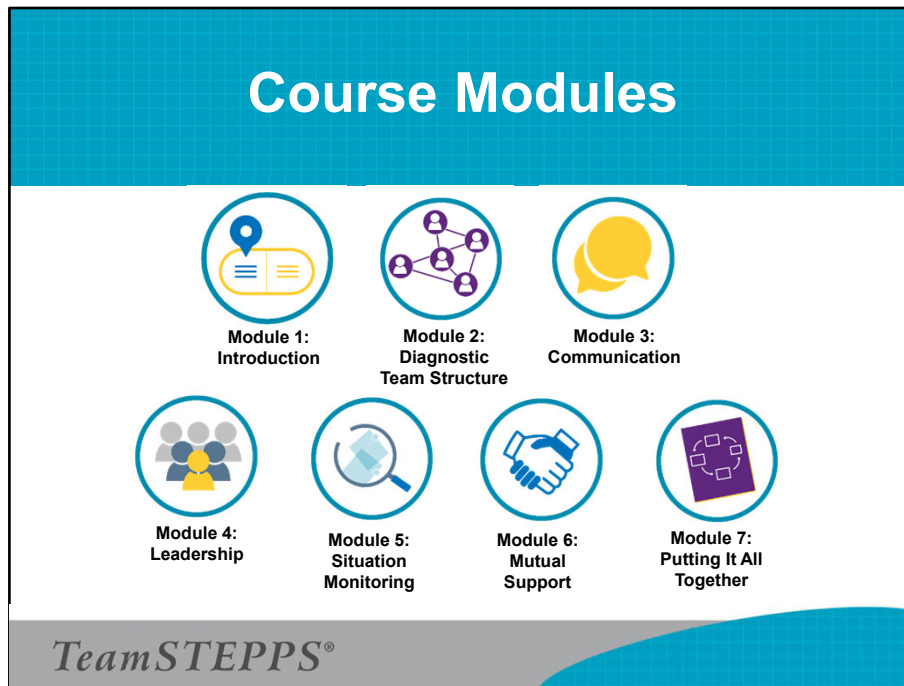 Course Modules
Module 1:
Introduction
Module 2:
Diagnostic
Team Structure
Module 3:
Communication
Module 4:
Leadership
Module 5:
Situation
Monitoring
Module 6:
Mutual
Support
Module 7:
Putting It All
Together
TeamSTEPPS®